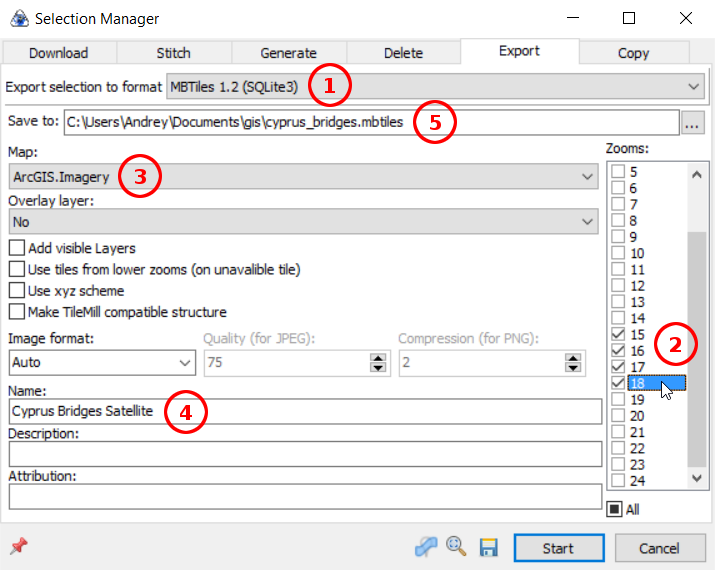 Selection Manager
Download Stitch Generate Delete Export Copy
Export selection to format MBTiles 1.2 (SQLite3) 1
Save to: C:\Users\Andrey\Documents\gis\cyprus_bridges.mbtiles 5 ...
Map:
ArcGIS.Imagery 3
Overlay layer:
No
Add visible Layers
Use tiles from lower zooms (on unavalible tile)
Use xyz scheme
Make TileMill compatible structure
Image format: Quality (for JPEG): Compression (for PNG):
Auto 75 2
Name:
Cyprus Bridges Satellite 4
Description:
Attribution:
Zooms:
5
6
7
8
9
10
11
12
13
14
15
16 2
17
18
19
20
21
22
23
24
All
Start Cancel